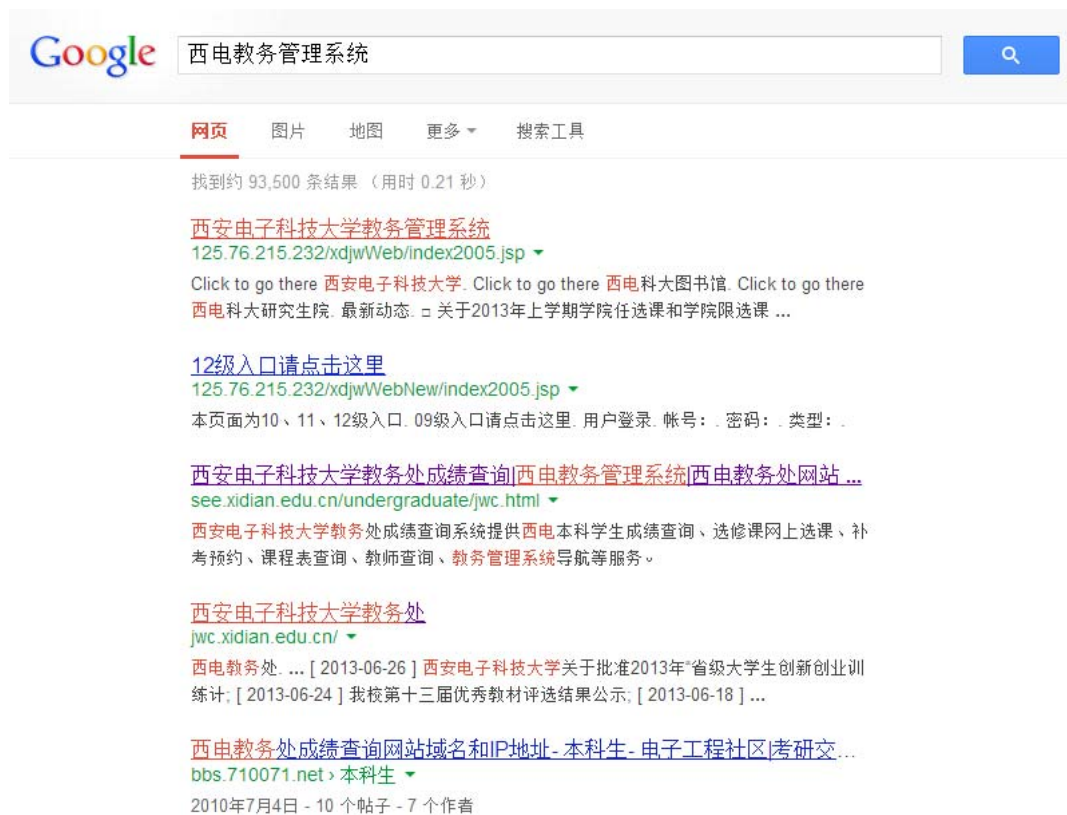 Google 西电教务管理系统
网页 图片 地图 更多 搜索工具
找到约 93,500 条结果 （用时 0.21 秒）
西安电子科技大学教务管理系统
125.76.215.232/xdjwWeb/index2005.jsp
Click to go there 西安电子科技大学. Click to go there 西电科大图书馆. Click to go there
西电科大研究生院. 最新动态. □ 关于2013年上学期学院任选课和学院限选课 ...
12级入口请点击这里
125.76.215.232/xdjwWebNew/index2005.jsp
本页面为10、11、12级入口. 09级入口请点击这里. 用户登录. 帐号：. 密码：. 类型：.
西安电子科技大学教务处成绩查询|西电教务管理系统|西电教务处网站 ...
see.xidian.edu.cn/undergraduate/jwc.html
西安电子科技大学教务处成绩查询系统提供西电本科学生成绩查询、选修课网上选课、补
考预约、课程表查询、教师查询、教务管理系统导航等服务。
西安电子科技大学教务处
jwc.xidian.edu.cn/
西电教务处. ... [ 2013-06-26 ] 西安电子科技大学关于批准2013年“省级大学生创新创业训
练计; [ 2013-06-24 ] 我校第十三届优秀教材评选结果公示; [ 2013-06-18 ] ...
西电教务处成绩查询网站域名和IP地址- 本科生- 电子工程社区|考研交...
bbs.710071.net › 本科生
2010年7月4日 - 10 个帖子 - 7 个作者